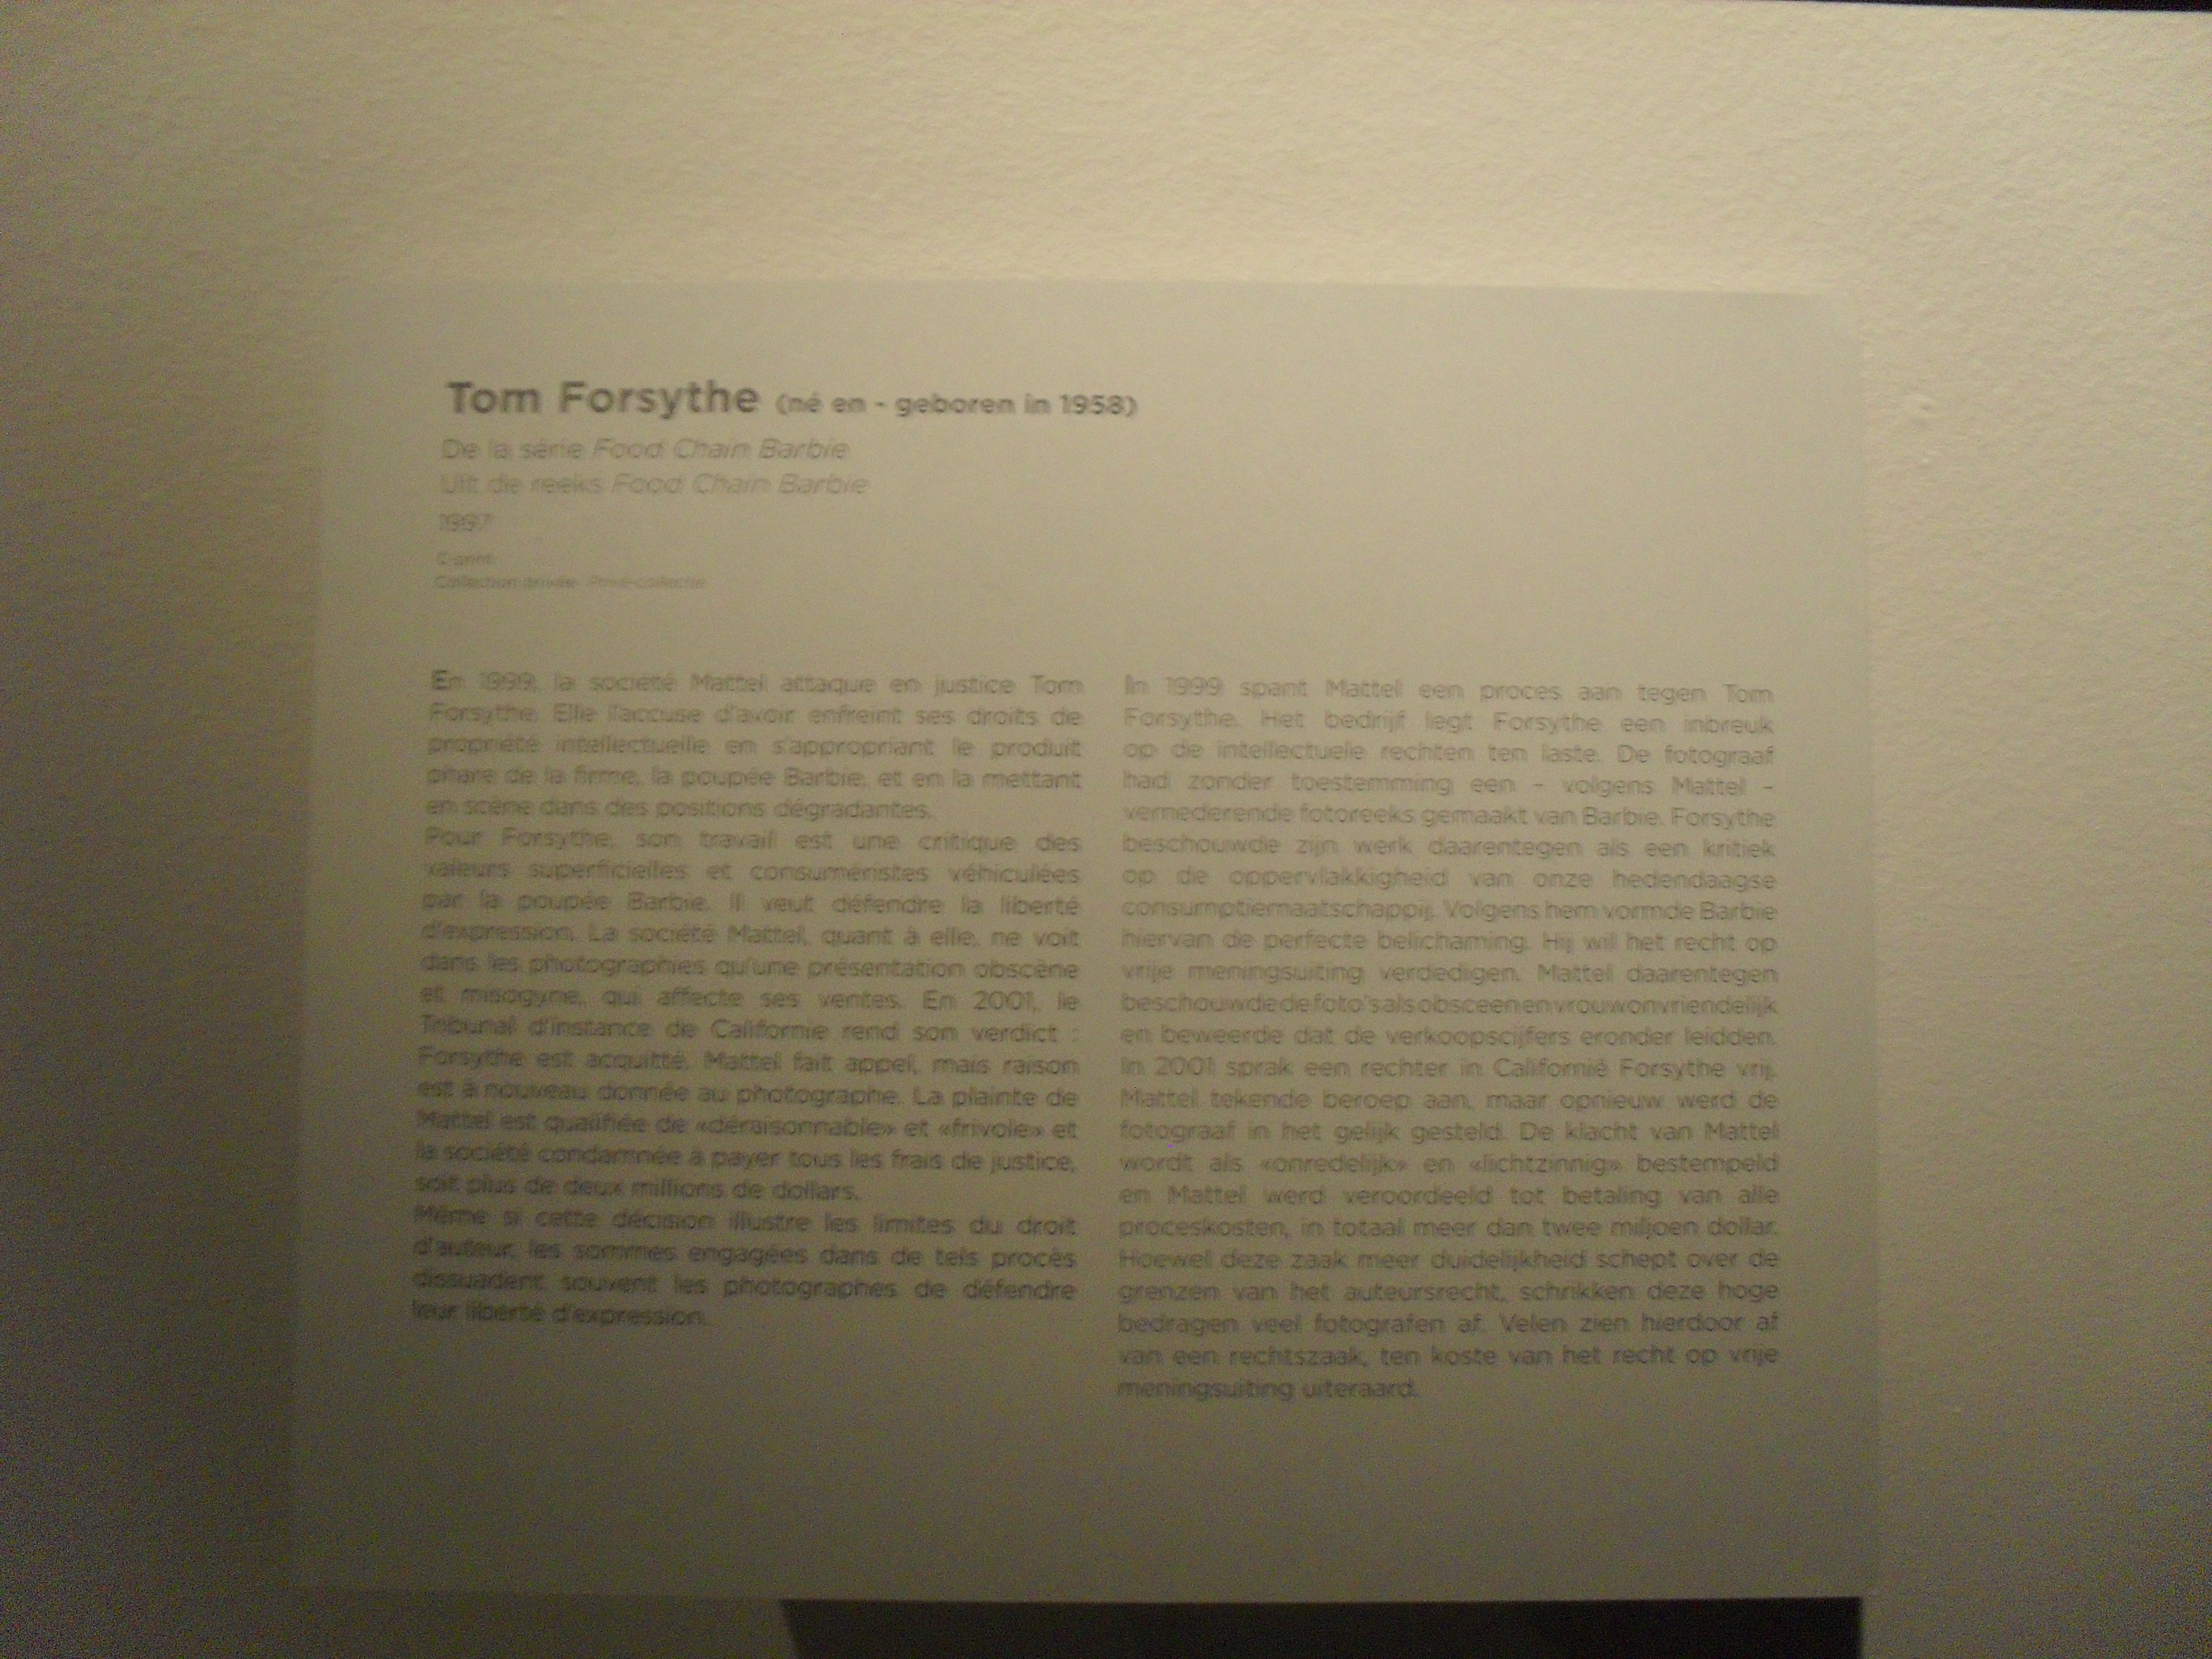 Tom Forsythe (né en - geboren in 1958)
De la série Food Chain Barbie
Uit de reeks Food Chain Barbie
1997
Collection privée Privé-collectie
En 1999, la société Mattel attaque en justice Tom
Forsythe. Elle l'accuse d'avoir enfreint ses droits de
propriété intellectuelle en s'appropriant le produit
phare de la firme, la poupée Barbie, et en la mettant
en scène dans des positions dégradantes.
Pour Forsythe, son travail est une critique des
valeurs superficielles et consuméristes véhiculées
par la poupée Barbie. Il veut défendre la liberté
d'expression. La société Mattel, quant à elle, ne voit
dans les photographies qu'une présentation obscène
et misogyne, qui affecte ses ventes. En 2001, le
Tribunal d'instance de Californie rend son verdict :
Forsythe est acquitté. Mattel fait appel, mais raison
est à nouveau donnée au photographe. La plainte de
Mattel est qualifiée de «déraisonnable» et «frivole» et
la société condamnée à payer tous les frais de justice,
soit plus de deux millions de dollars.
Même si cette décision illustre les limites du droit
d'auteur, les sommes engagées dans de tels procès
dissuadent souvent les photographes de défendre
leur liberté d'expression.
In 1999 spant Mattel een proces aan tegen Tom
Forsythe. Het bedrijf legt Forsythe een inbreuk
op de intellectuele rechten ten laste. De fotograaf
had zonder toestemming een - volgens Mattel -
vernederende fotoreeks gemaakt van Barbie. Forsythe
beschouwde zijn werk daarentegen als een kritiek
op de oppervlakkigheid van onze hedendaagse
consumptiemaatschappij. Volgens hem vormde Barbie
hiervan de perfecte belichaming. Hij wil het recht op
vrije meningsuiting verdedigen. Mattel daarentegen
beschouwde de foto's als obsceen en vrouwonvriendelijk
en beweerde dat de verkoopscijfers eronder leidden.
In 2001 sprak een rechter in Californië Forsythe vrij.
Mattel tekende beroep aan, maar opnieuw werd de
fotograaf in het gelijk gesteld. De klacht van Mattel
wordt als «onredelijk» en «lichtzinnig» bestempeld
en Mattel werd veroordeeld tot betaling van alle
proceskosten, in totaal meer dan twee miljoen dollar.
Hoewel deze zaak meer duidelijkheid schept over de
grenzen van het auteursrecht, schrikken deze hoge
bedragen veel fotografen af. Velen zien hierdoor af
van een rechtszaak, ten koste van het recht op vrije
meningsuiting uiteraard.